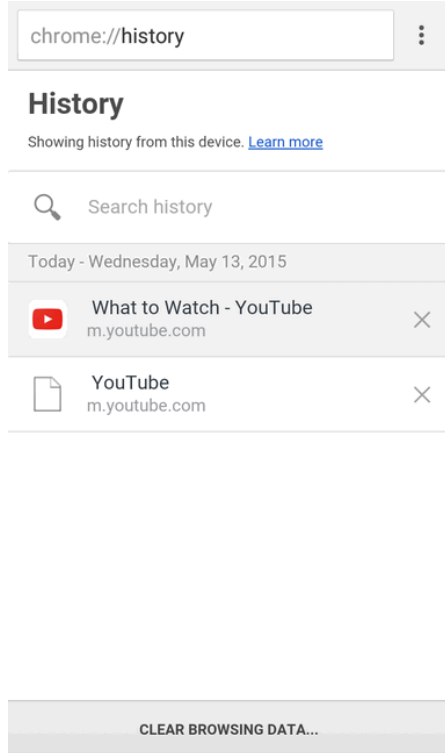 chrome://history
History
Showing history from this device. Learn more
Search history
Today - Wednesday, May 13, 2015
What to Watch - YouTube
m.youtube.com
YouTube
m.youtube.com
CLEAR BROWSING DATA...